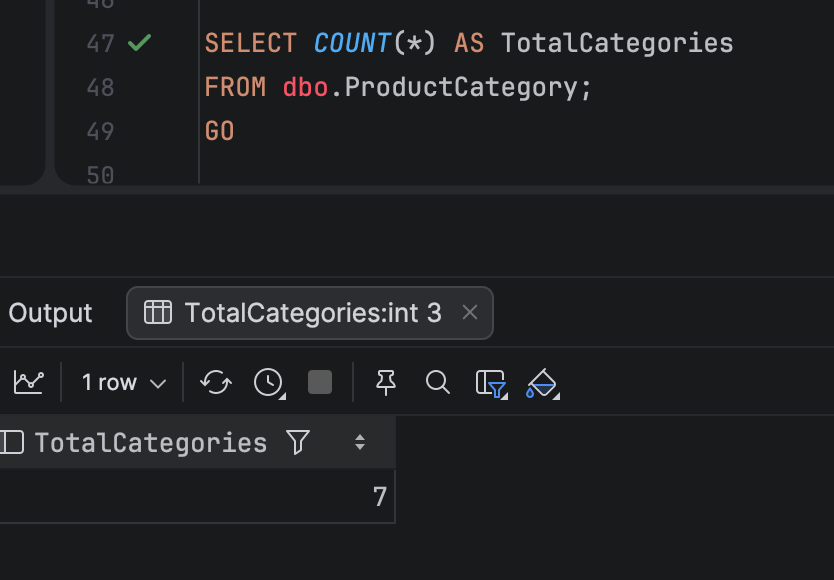 46
47 SELECT COUNT(*) AS TotalCategories
48 FROM dbo.ProductCategory;
49 GO
50
Output TotalCategories:int 3
1 row
TotalCategories
7